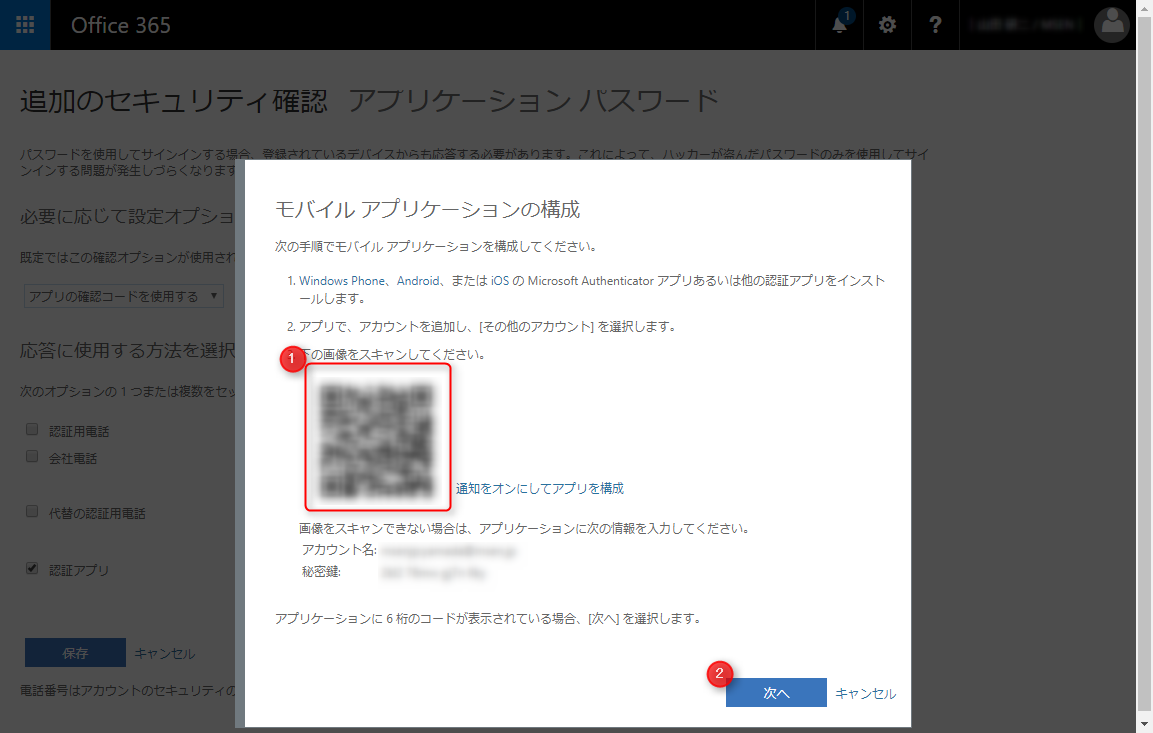 Office 365
1
?
追加のセキュリティ確認 アプリケーション パスワード
パスワードを使用してサインインする場合、登録されているデバイスからも応答する必要があります。これによって、ハッカーが盗んだパスワードのみを使用してサイ
ンインする問題が発生しづらくなります
必要に応じて設定オプショ
既定ではこの確認オプションが使用され
アプリの確認コードを使用する
応答に使用する方法を選択
次のオプションの 1 つまたは複数をセッ
認証用電話
会社電話
代替の認証用電話
認証アプリ
保存 キャンセル
電話番号はアカウントのセキュリティの
モバイル アプリケーションの構成
次の手順でモバイル アプリケーションを構成してください。
1. Windows Phone、Android、または iOS の Microsoft Authenticator アプリあるいは他の認証アプリをインスト
ールします。
2. アプリで、アカウントを追加し、[その他のアカウント] を選択します。
1 下の画像をスキャンしてください。
通知をオンにしてアプリを構成
画像をスキャンできない場合は、アプリケーションに次の情報を入力してください。
アカウント名:
秘密鍵:
アプリケーションに 6 桁のコードが表示されている場合、[次へ] を選択します。
2
次へ キャンセル